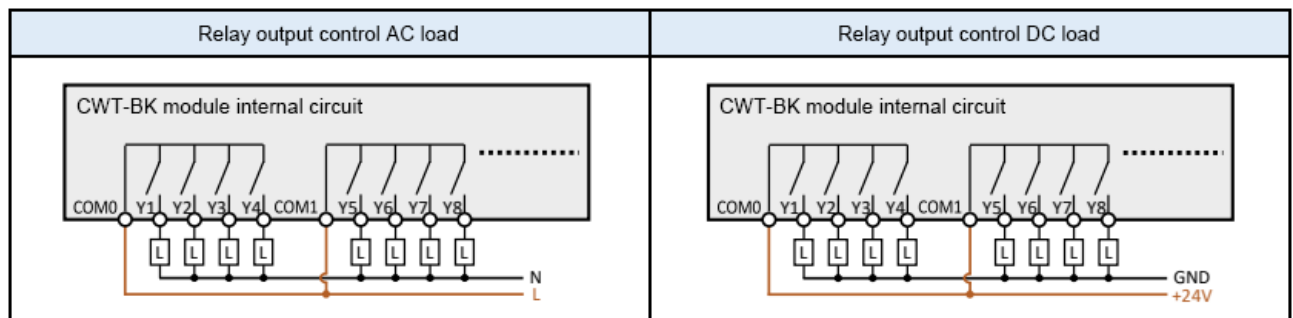 Relay output control AC load
Relay output control DC load
CWT-BK module internal circuit
COM0 Y1 Y2 Y3 Y4 COM1 Y5 Y6 Y7 Y8
L L L L L L L L
N
L
CWT-BK module internal circuit
COM0 Y1 Y2 Y3 Y4 COM1 Y5 Y6 Y7 Y8
L L L L L L L L
GND
+24V